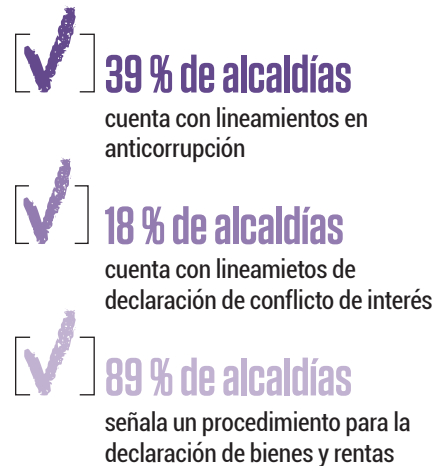 39 % de alcaldías
cuenta con lineamientos en
anticorrupción
18 % de alcaldías
cuenta con lineamietos de
declaración de conflicto de interés
89 % de alcaldías
señala un procedimiento para la
declaración de bienes y rentas